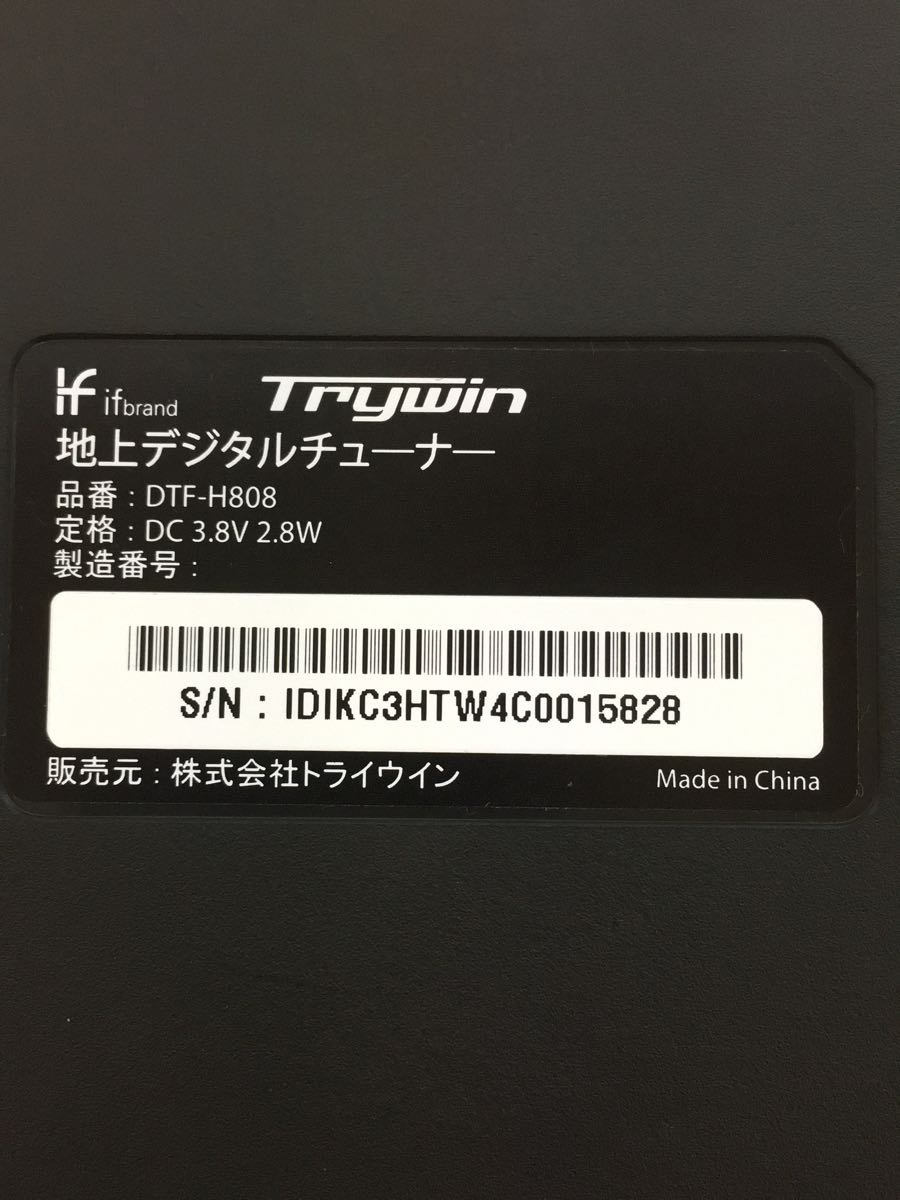 if ifbrand Trywin
地上デジタルチューナー
品番：DTF-H808
定格：DC 3.8V 2.8W
製造番号：
S/N : IDIKC3HTW4C0015828
販売元：株式会社トライウイン Made in China